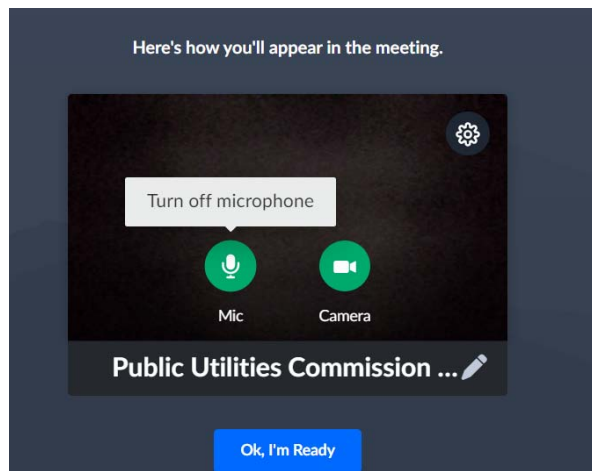 Here's how you'll appear in the meeting.
Turn off microphone
Mic Camera
Public Utilities Commission ...
Ok, I'm Ready